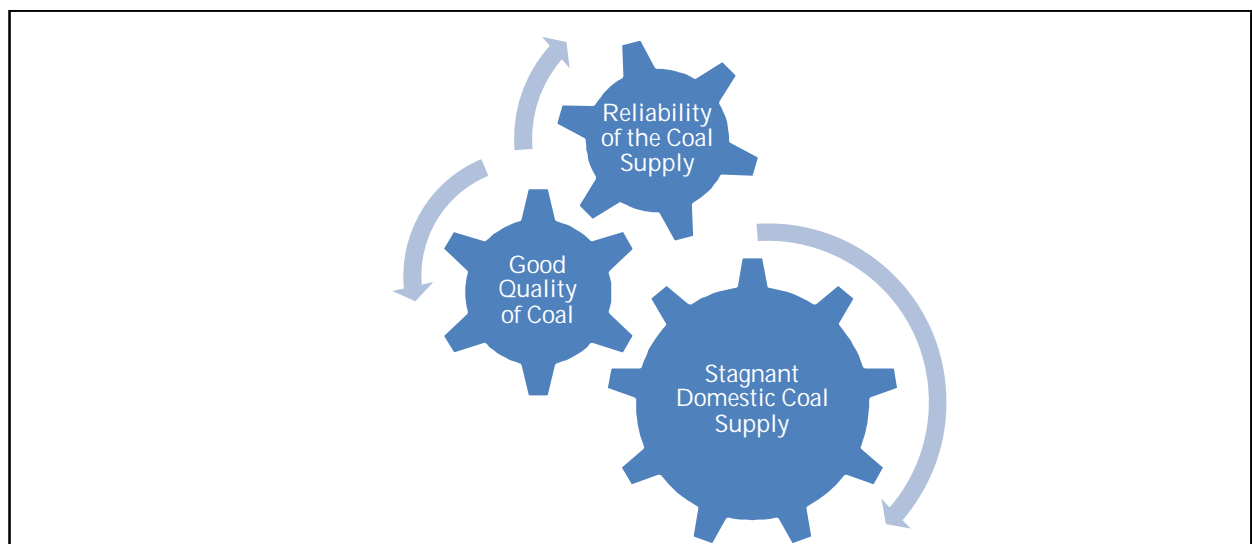 Reliability
of the Coal
Supply
Good
Quality
of Coal
Stagnant
Domestic Coal
Supply